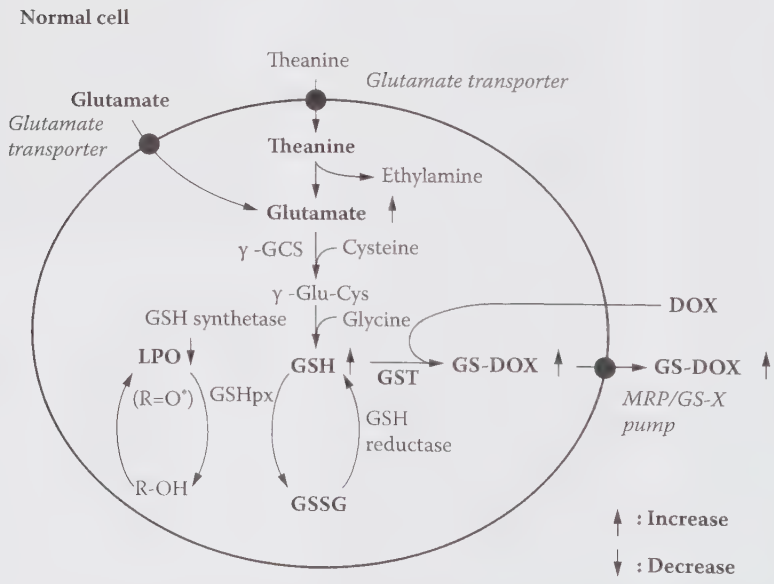 Normal cell
Theanine
Glutamate transporter
Glutamate
Glutamate
transporter
Theanine
Ethylamine
Glutamate
γ -GCS
Cysteine
γ -Glu-Cys
GSH synthetase
Glycine
DOX
LPO
GSH
GST
GS-DOX
GS-DOX
(R=O*)
GSHpx
MRP/GS-X
pump
GSH
reductase
R-OH
GSSG
: Increase
: Decrease